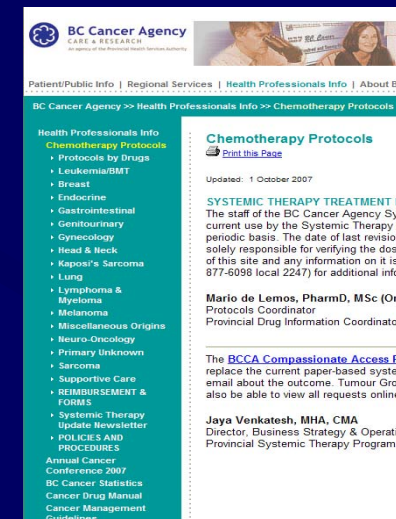 BC Cancer Agency
CARE & RESEARCH
An agency of the Provincial Health Services Authority
Patient/Public Info | Regional Services | Health Professionals Info | About B
BC Cancer Agency >> Health Professionals Info >> Chemotherapy Protocols
Health Professionals Info
Chemotherapy Protocols
Protocols by Drugs
Leukemia/BMT
Breast
Endocrine
Gastrointestinal
Genitourinary
Gynecology
Head & Neck
Kaposi's Sarcoma
Lung
Lymphoma &
Myeloma
Melanoma
Miscellaneous Origins
Neuro-Oncology
Primary Unknown
Sarcoma
Supportive Care
REIMBURSEMENT &
FORMS
Systemic Therapy
Update Newsletter
POLICIES AND
PROCEDURES
Annual Cancer
Conference 2007
BC Cancer Statistics
Cancer Drug Manual
Cancer Management
Guidelines
Chemotherapy Protocols
Print this Page
Updated: 1 October 2007
SYSTEMIC THERAPY TREATMENT
The staff of the BC Cancer Agency Sy
current use by the Systemic Therapy
periodic basis. The date of last revisio
solely responsible for verifying the dos
of this site and any information on it is
877-6098 local 2247) for additional info
Mario de Lemos, PharmD, MSc (On
Protocols Coordinator
Provincial Drug Information Coordinato
The BCCA Compassionate Access P
replace the current paper-based syste
email about the outcome. Tumour Gro
also be able to view all requests online
Jaya Venkatesh, MHA, CMA
Director, Business Strategy & Operati
Provincial Systemic Therapy Program